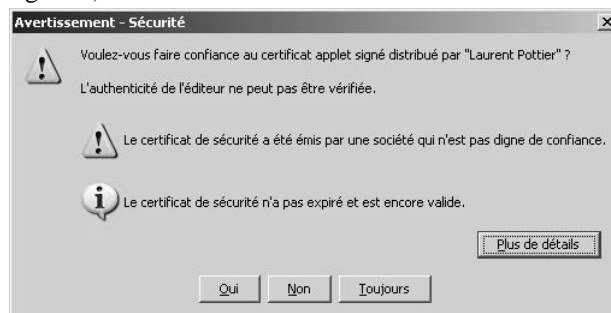 Avertissement - Sécurité
Voulez-vous faire confiance au certificat applet signé distribué par "Laurent Pottier" ?
L'authenticité de l'éditeur ne peut pas être vérifiée.
Le certificat de sécurité a été émis par une société qui n'est pas digne de confiance.
Le certificat de sécurité n'a pas expiré et est encore valide.
Plus de détails
Oui Non Toujours